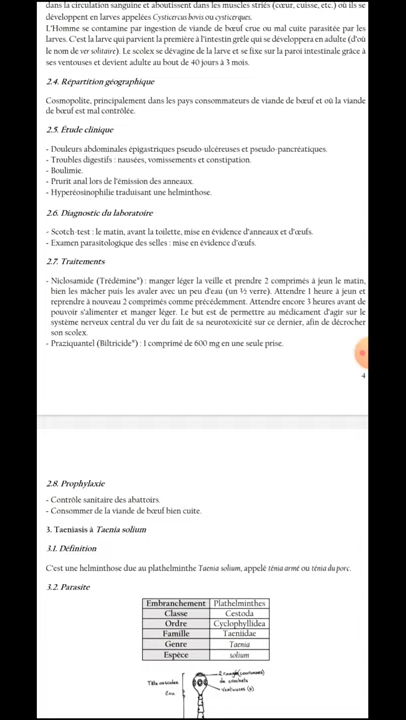 dans la circulation sanguine et aboutissent dans les muscles striés (cœur, cuisse, etc.) où ils se
développent en larves appelées Cysticercus bovis ou cysticerques.
L'Homme se contamine par ingestion de viande de bœuf crue ou mal cuite parasitée par les
larves. C'est la larve qui parvient la première à l'intestin grêle qui se développera en adulte (d'où
le nom de ver solitaire). Le scolex se dévagine de la larve et se fixe sur la paroi intestinale grâce à
ses ventouses et devient adulte au bout de 40 jours à 3 mois.
2.4. Répartition géographique
Cosmopolite, principalement dans les pays consommateurs de viande de bœuf et où la viande
de bœuf est mal contrôlée.
2.5. Étude clinique
- Douleurs abdominales épigastriques pseudo-ulcéreuses et pseudo-pancréatiques.
- Troubles digestifs : nausées, vomissements et constipation.
- Boulimie.
- Prurit anal lors de l'émission des anneaux.
- Hyperéosinophilie traduisant une helminthose.
2.6. Diagnostic du laboratoire
- Scotch-test : le matin, avant la toilette, mise en évidence d'anneaux et d'œufs.
- Examen parasitologique des selles : mise en évidence d'œufs.
2.7. Traitements
- Niclosamide (Trédémine®) : manger léger la veille et prendre 2 comprimés à jeun le matin,
bien les mâcher puis les avaler avec un peu d'eau (un ½ verre). Attendre 1 heure à jeun et
reprendre à nouveau 2 comprimés comme précédemment. Attendre encore 3 heures avant de
pouvoir s'alimenter et manger léger. Le but est de permettre au médicament d'agir sur le
système nerveux central du ver du fait de sa neurotoxicité sur ce dernier, afin de décrocher
son scolex.
- Praziquantel (Biltricide®) : 1 comprimé de 600 mg en une seule prise.
4
2.8. Prophylaxie
- Contrôle sanitaire des abattoirs.
- Consommer de la viande de bœuf bien cuite.
3. Taeniasis à Taenia solium
3.1. Définition
C'est une helminthose due au plathelminthe Taenia solium, appelé ténia armé ou ténia du porc.
3.2. Parasite
Embranchement Plathelminthes
Classe Cestoda
Ordre Cyclophyllidea
Famille Taeniidae
Genre Taenia
Espèce solium
2 rangées (couronnes)
de crochets
ventouses (4)